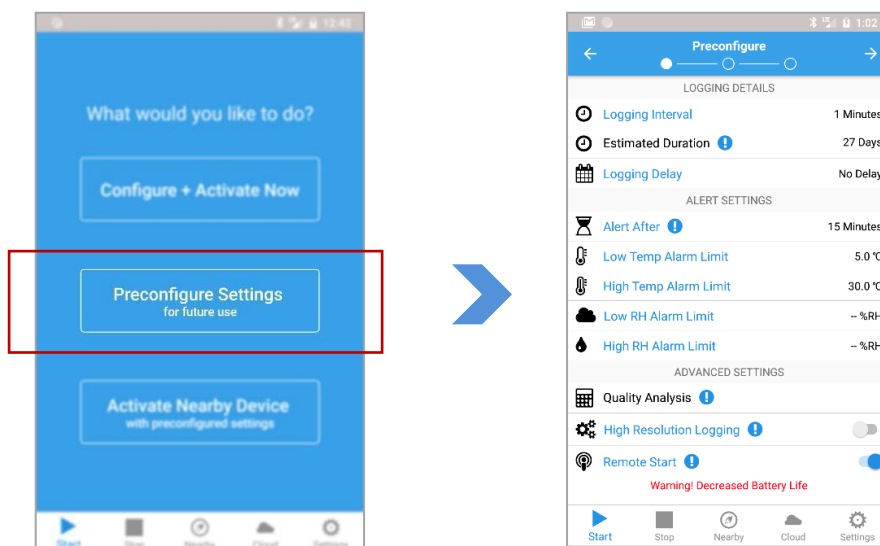 12:42
What would you like to do?
Configure + Activate Now
Preconfigure Settings
for future use
Activate Nearby Device
with preconfigured settings
Start
Stop
Nearby
Cloud
Settings
1:02
Preconfigure
LOGGING DETAILS
Logging Interval 1 Minutes
Estimated Duration 27 Days
Logging Delay No Delay
ALERT SETTINGS
Alert After 15 Minutes
Low Temp Alarm Limit 5.0 °C
High Temp Alarm Limit 30.0 °C
Low RH Alarm Limit -- %RH
High RH Alarm Limit -- %RH
ADVANCED SETTINGS
Quality Analysis
High Resolution Logging
Remote Start
Warning! Decreased Battery Life
Start
Stop
Nearby
Cloud
Settings